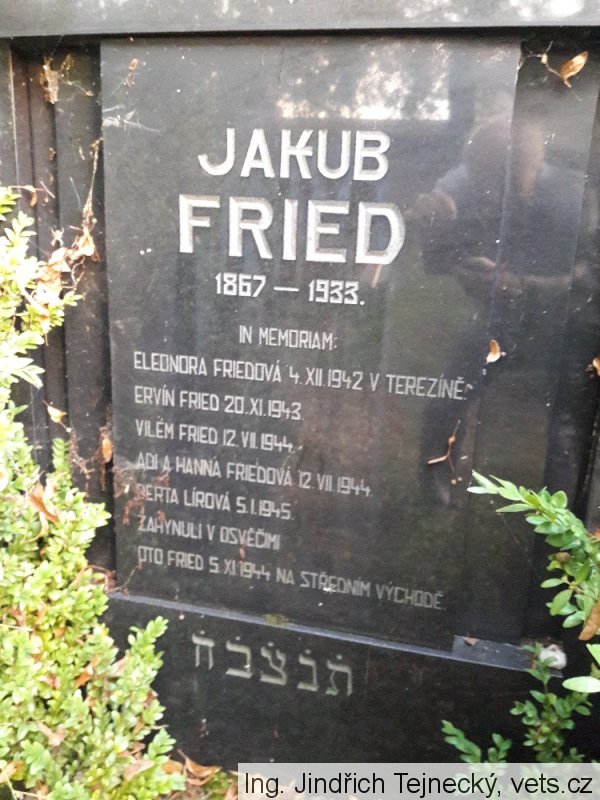 JAKUB
FRIED
1867 — 1933.
IN MEMORIAM:
ELEONORA FRIEDOVÁ 4. XII. 1942 V TEREZÍNĚ.
ERVÍN FRIED 20. XI. 1943.
VILÉM FRIED 12. VII. 1944.
ADI A HANNA FRIEDOVÁ 12. VII. 1944.
BERTA LÍROVÁ 5. I. 1945.
ZAHYNULI V OSVĚČIMI
OTO FRIED 5. XI. 1944 NA STŘEDNÍM VÝCHODĚ.
ת נ צ ב ה
Ing. Jindřich Tejnecký, vets.cz